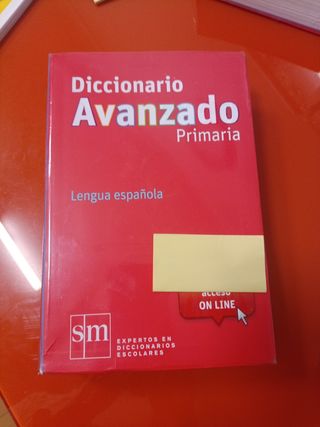 Diccionario
Avanzado
Primaria
Lengua española
acceso
ON LINE
sm
EXPERTOS EN
DICCIONARIOS
ESCOLARES